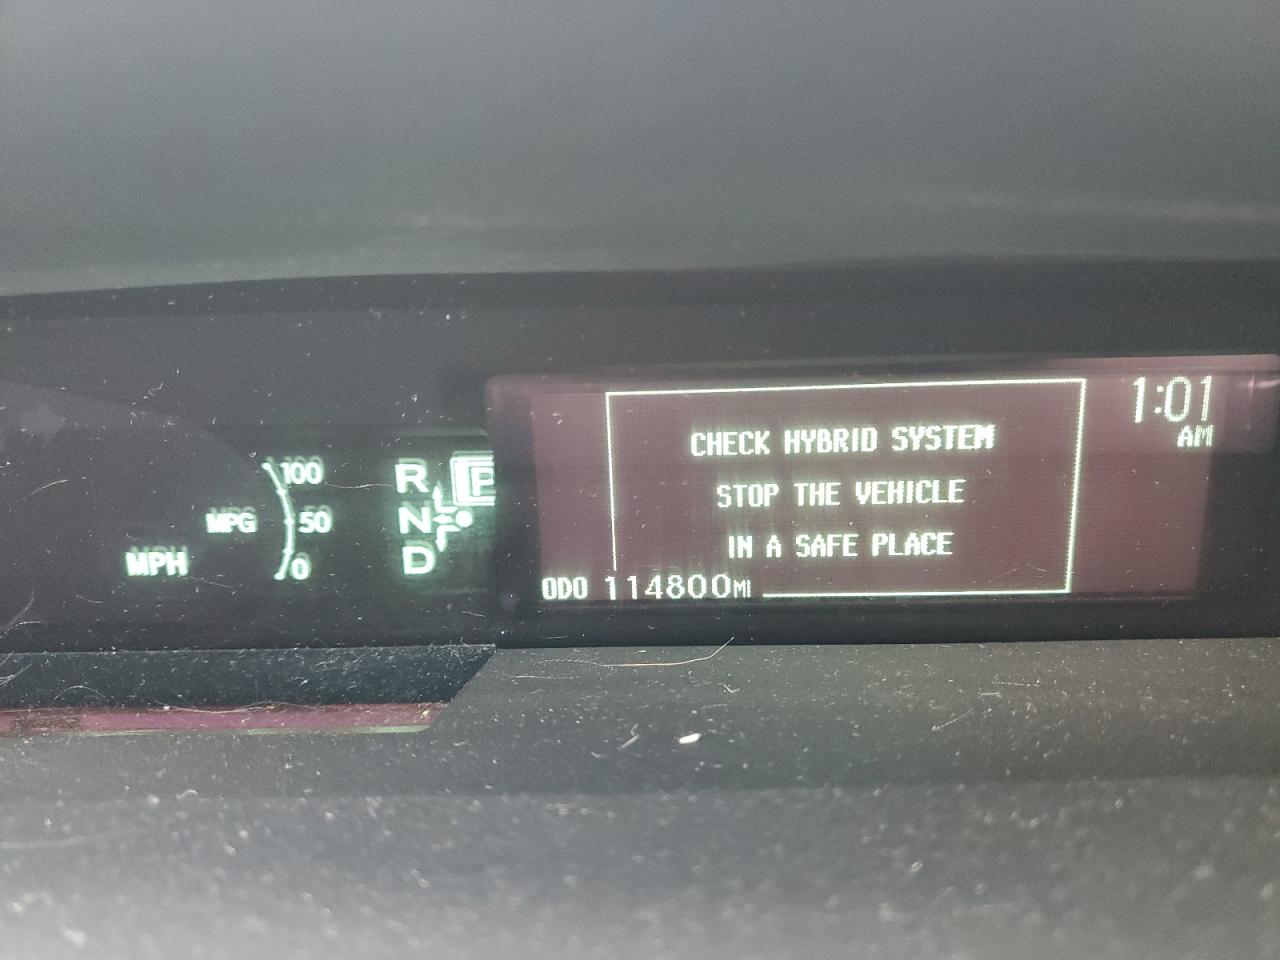 100
MPG
50
MPH
0
R
P
N
D
CHECK HYBRID SYSTEM
STOP THE VEHICLE
IN A SAFE PLACE
ODO 114800MI
1:01
AM